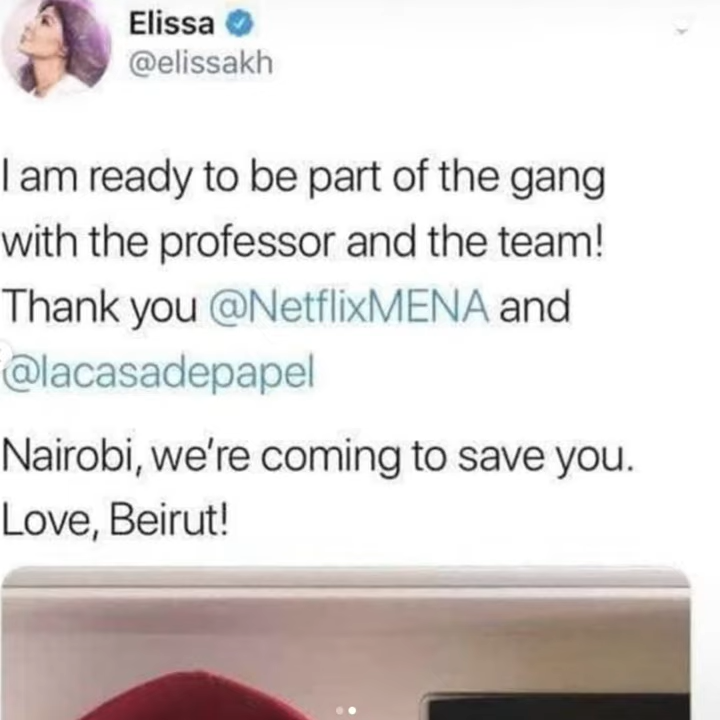 Elissa
@elissakh
I am ready to be part of the gang
with the professor and the team!
Thank you @NetflixMENA and
@lacasadepapel
Nairobi, we're coming to save you.
Love, Beirut!